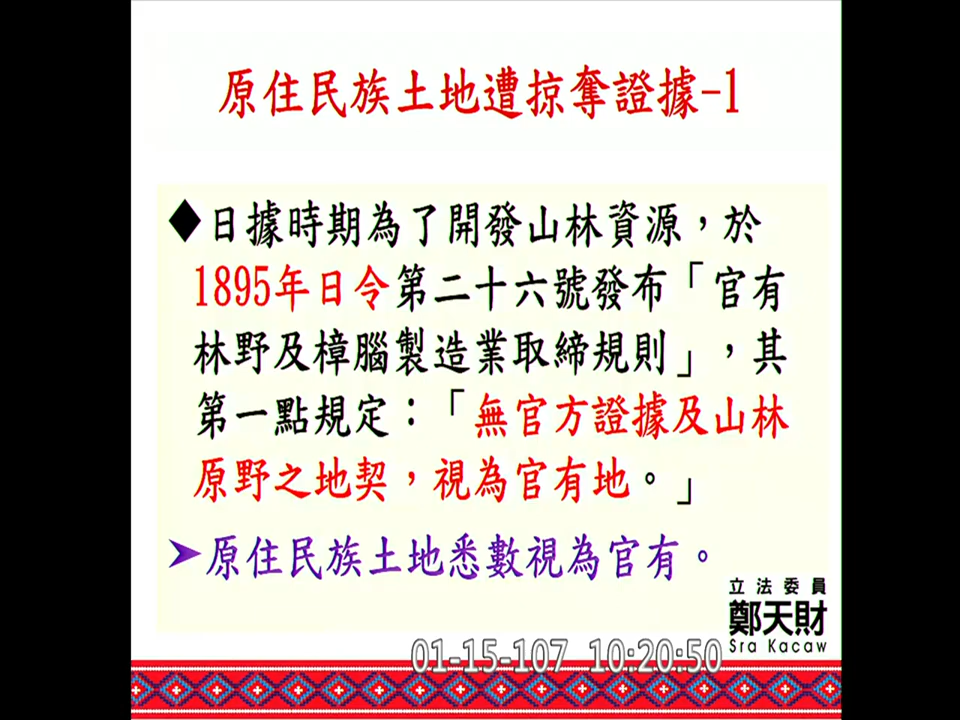 原住民族土地遭掠奪證據-1
◆日據時期為了開發山林資源，於
1895年日令第二十六號發布「官有
林野及樟腦製造業取締規則」，其
第一點規定：「無官方證據及山林
原野之地契，視為官有地。」
➤原住民族土地悉數視為官有。
立法委員
鄭天財
Sra Kacaw
01-15-107 10:20:50